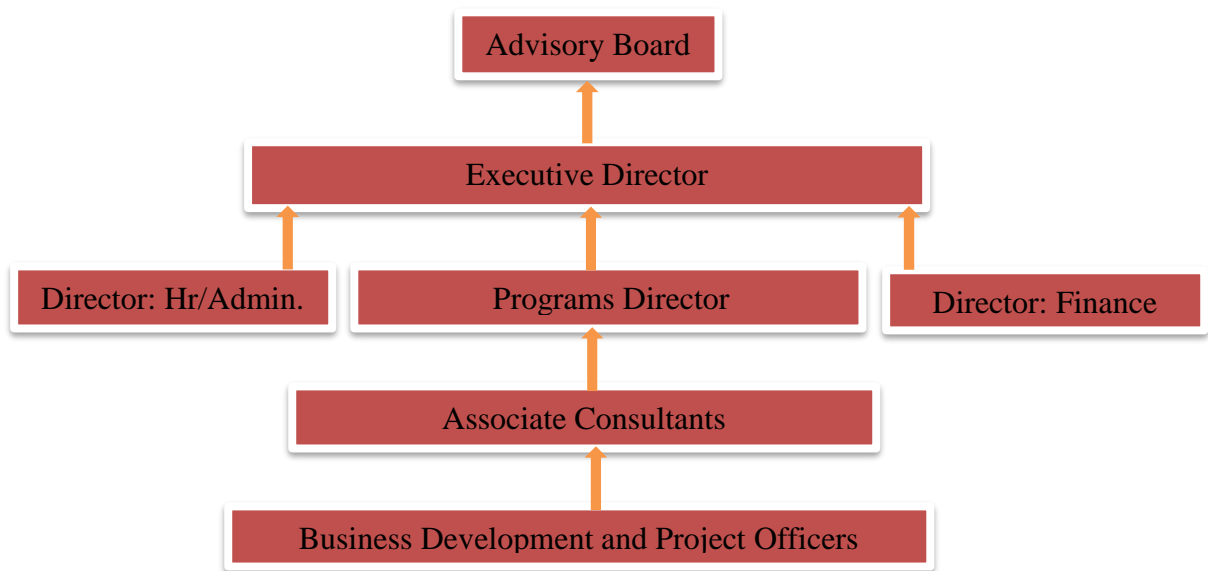 Advisory Board
Executive Director
Director: Hr/Admin.
Programs Director
Director: Finance
Associate Consultants
Business Development and Project Officers